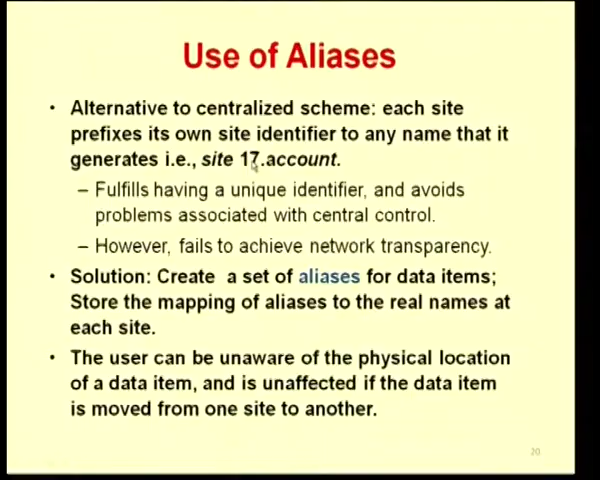 Use of Aliases
• Alternative to centralized scheme: each site
prefixes its own site identifier to any name that it
generates i.e., site 17.account.
– Fulfills having a unique identifier, and avoids
problems associated with central control.
– However, fails to achieve network transparency.
• Solution: Create a set of aliases for data items;
Store the mapping of aliases to the real names at
each site.
• The user can be unaware of the physical location
of a data item, and is unaffected if the data item
is moved from one site to another.
20